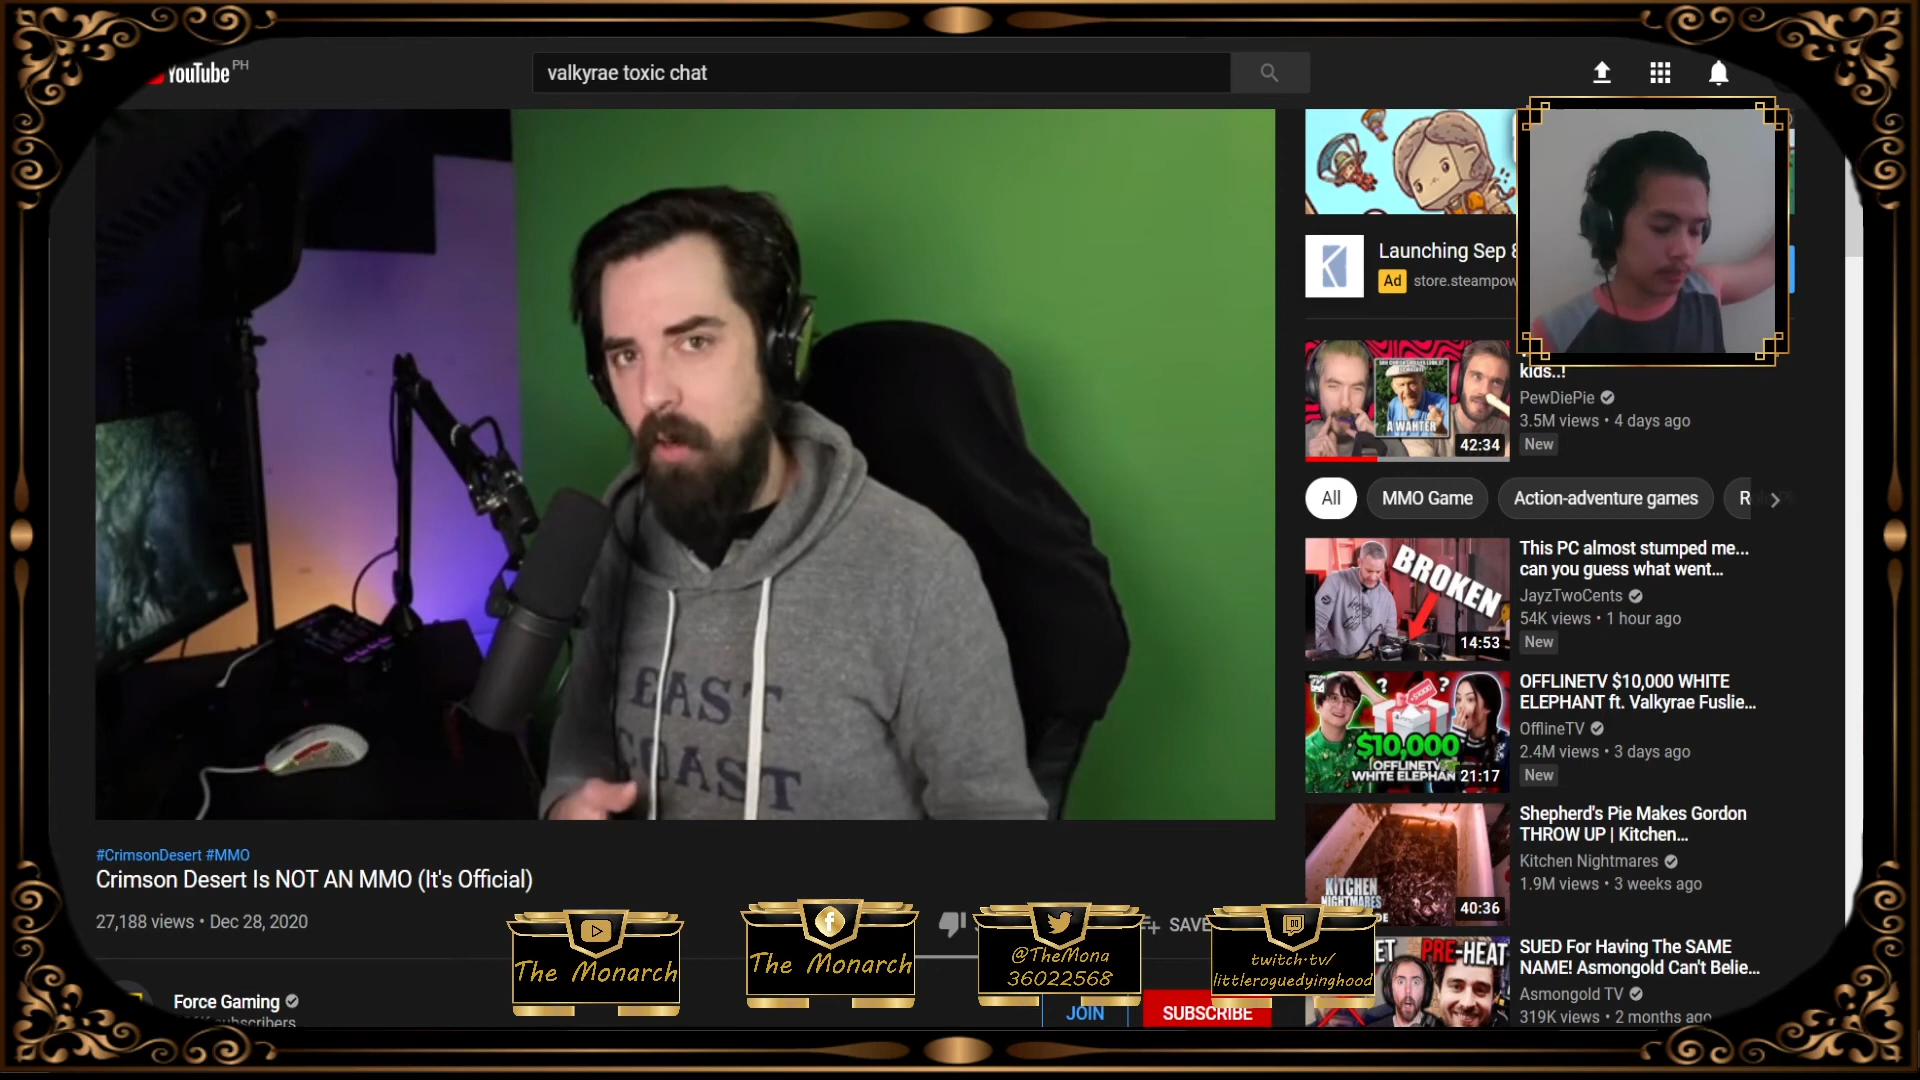 YouTube PH
valkyrae toxic chat
Launching Sep
Ad store.steampow
kids..!
PewDiePie
3.5M views • 4 days ago
New
A WAHTER
42:34
All
MMO Game
Action-adventure games
BROKEN
14:53
This PC almost stumped me...
can you guess what went...
JayzTwoCents
54K views • 1 hour ago
New
$10,000
OFFLINETV
WHITE ELEPHAN
21:17
OFFLINETV $10,000 WHITE
ELEPHANT ft. Valkyrae Fuslie...
OfflineTV
2.4M views • 3 days ago
New
KITCHEN
NIGHTMARES
40:36
Shepherd's Pie Makes Gordon
THROW UP | Kitchen...
Kitchen Nightmares
1.9M views • 3 weeks ago
PRE-HEAT
SUED For Having The SAME
NAME! Asmongold Can't Belie...
Asmongold TV
319K views • 2 months ago
EAST
COAST
#CrimsonDesert #MMO
Crimson Desert Is NOT AN MMO (It's Official)
27,188 views • Dec 28, 2020
SAVE
The Monarch
The Monarch
@TheMona
36022568
twitch.tv/
littleroguedyinghood
Force Gaming
subscribers
JOIN
SUBSCRIBE